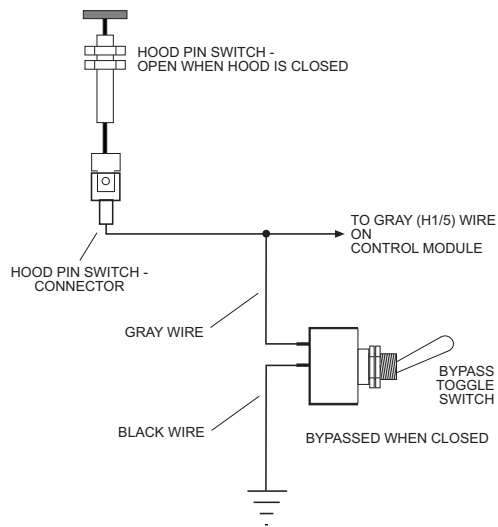 HOOD PIN SWITCH -
OPEN WHEN HOOD IS CLOSED
TO GRAY (H1/5) WIRE
ON
CONTROL MODULE
HOOD PIN SWITCH -
CONNECTOR
GRAY WIRE
BYPASS
TOGGLE
SWITCH
BLACK WIRE
BYPASSED WHEN CLOSED